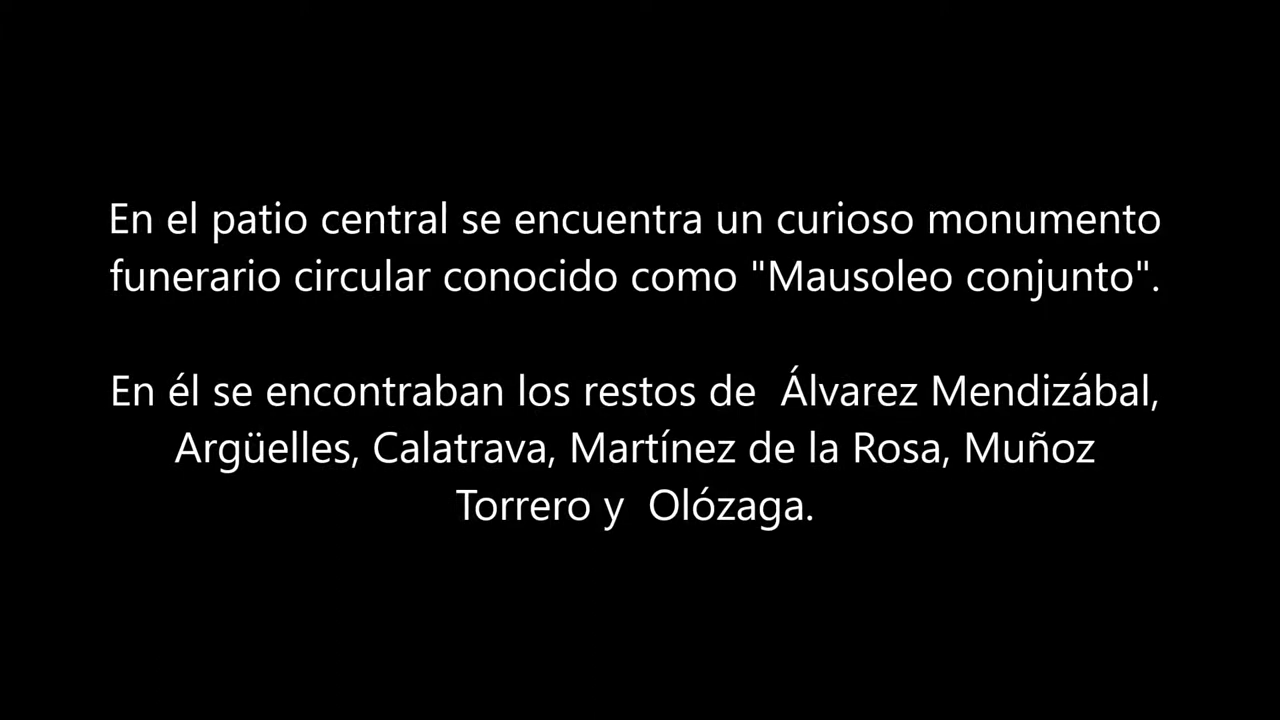 En el patio central se encuentra un curioso monumento
funerario circular conocido como "Mausoleo conjunto".
En él se encontraban los restos de  Álvarez Mendizábal,
Argüelles, Calatrava, Martínez de la Rosa, Muñoz
Torrero y  Olózaga.